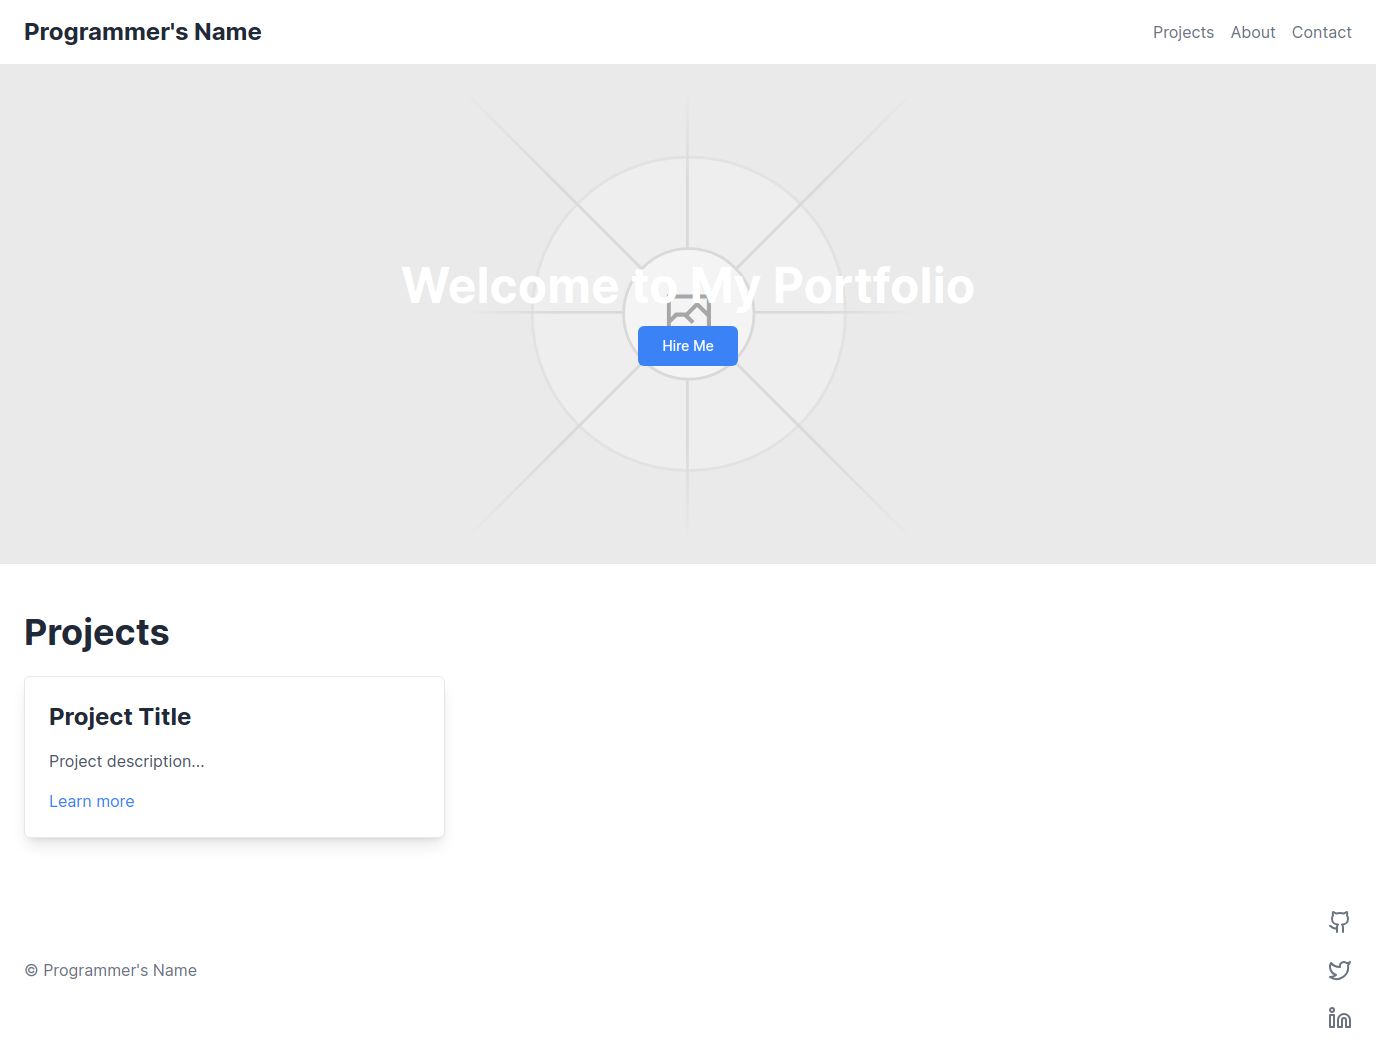 Programmer's Name
Projects About Contact
Welcome to My Portfolio
Hire Me
Projects
Project Title
Project description...
Learn more
© Programmer's Name